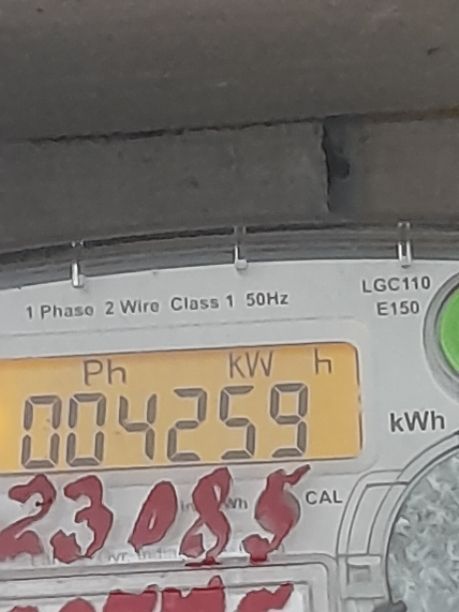 1 Phase 2 Wire Class 1 50Hz
LGC110
E150
Ph kW h
004259
kWh
23085
CAL